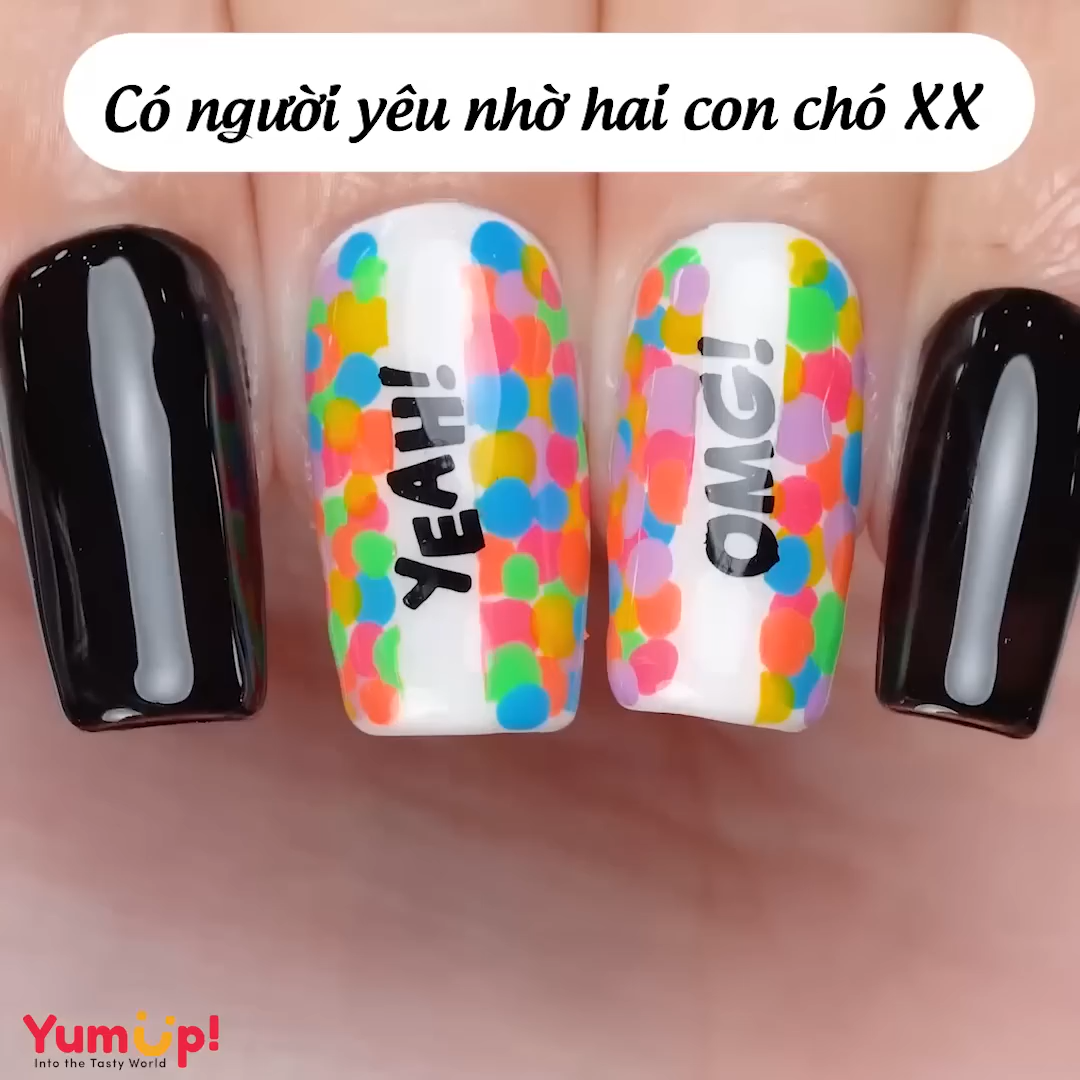 Có người yêu nhờ hai con chó XX
YEAH!
OMG!
YumUp!
Into the Tasty World